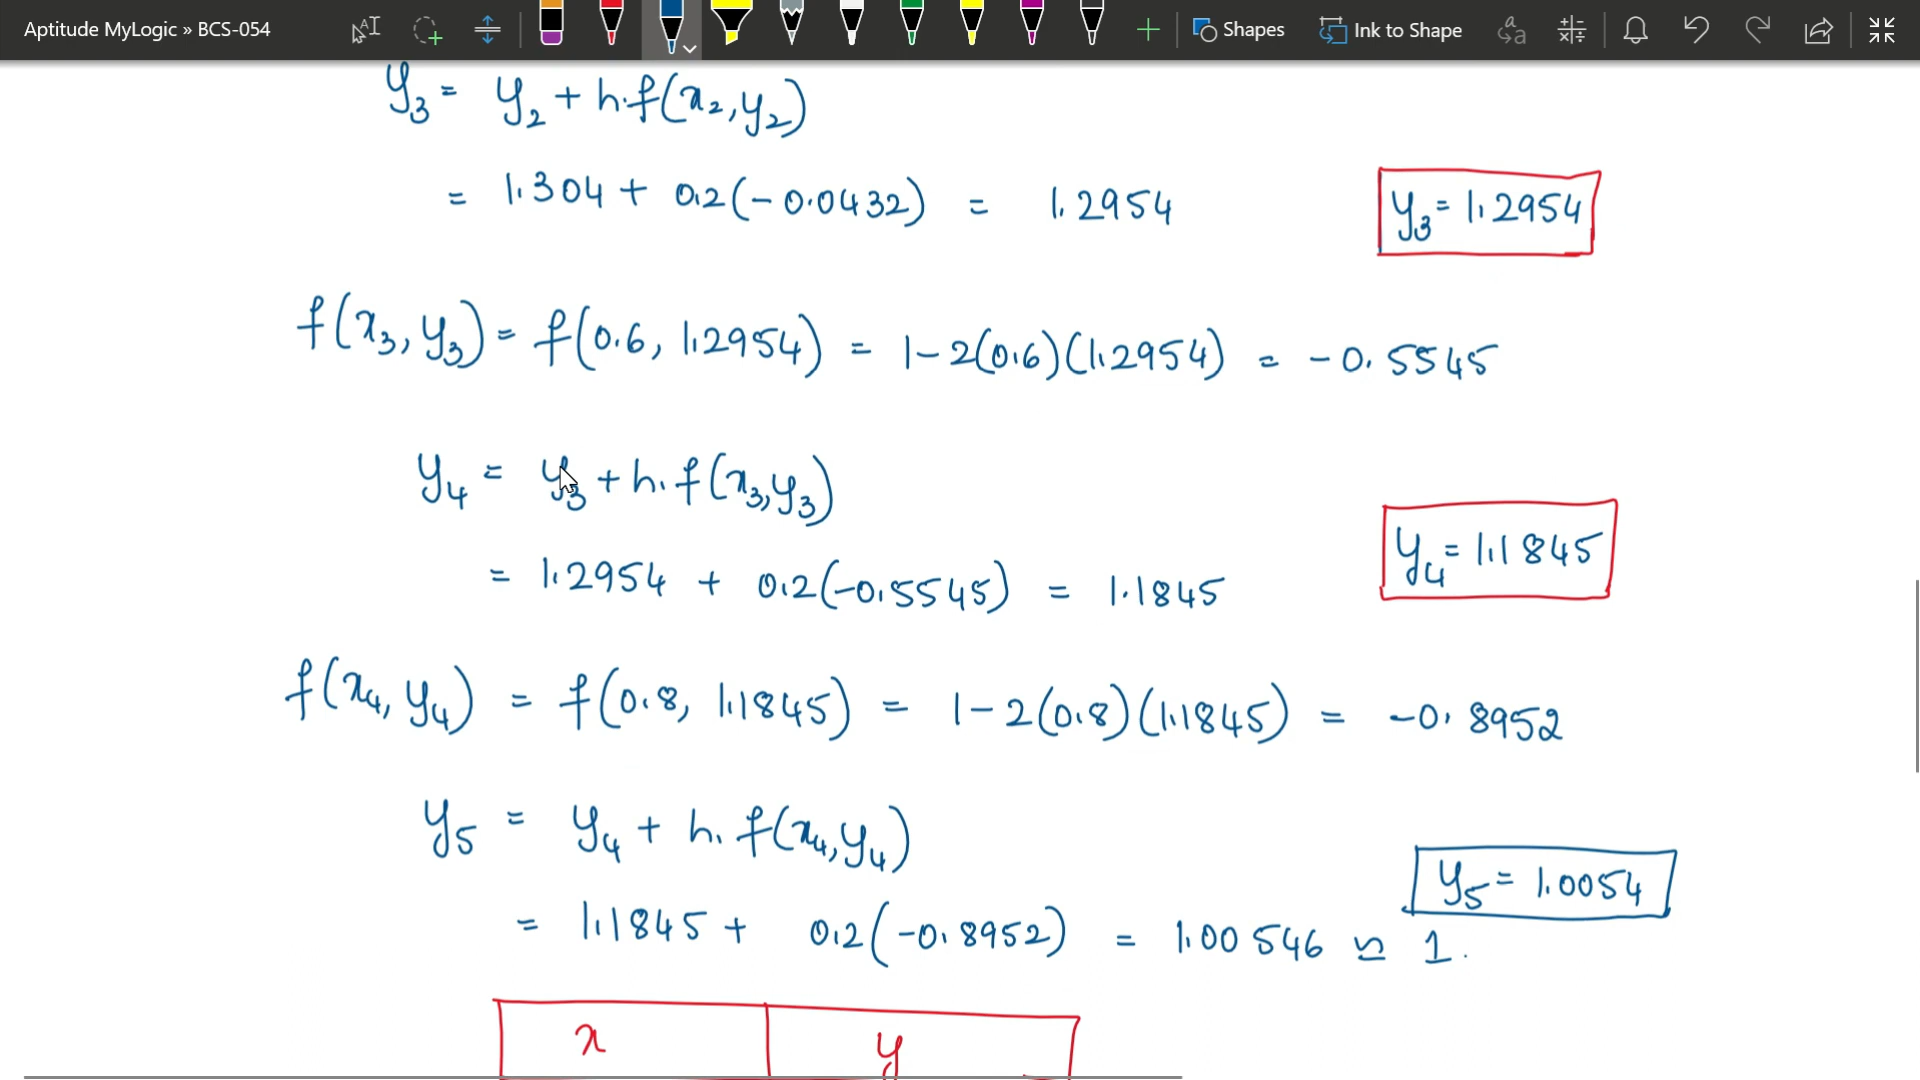 Aptitude MyLogic » BCS-054
Shapes
Ink to Shape
y₃ = y₂ + h.f(x₂,y₂)
= 1.304 + 0.2(-0.0432) = 1.2954
y₃ = 1.2954
f(x₃, y₃) = f(0.6, 1.2954) = 1-2(0.6)(1.2954) = -0.5545
y₄ = y₃ + h.f(x₃,y₃)
= 1.2954 + 0.2(-0.5545) = 1.1845
y₄ = 1.1845
f(x₄, y₄) = f(0.8, 1.1845) = 1-2(0.8)(1.1845) = -0.8952
y₅ = y₄ + h.f(x₄,y₄)
= 1.1845 + 0.2(-0.8952) = 1.00546 ≃ 1.
y₅ = 1.0054
x y